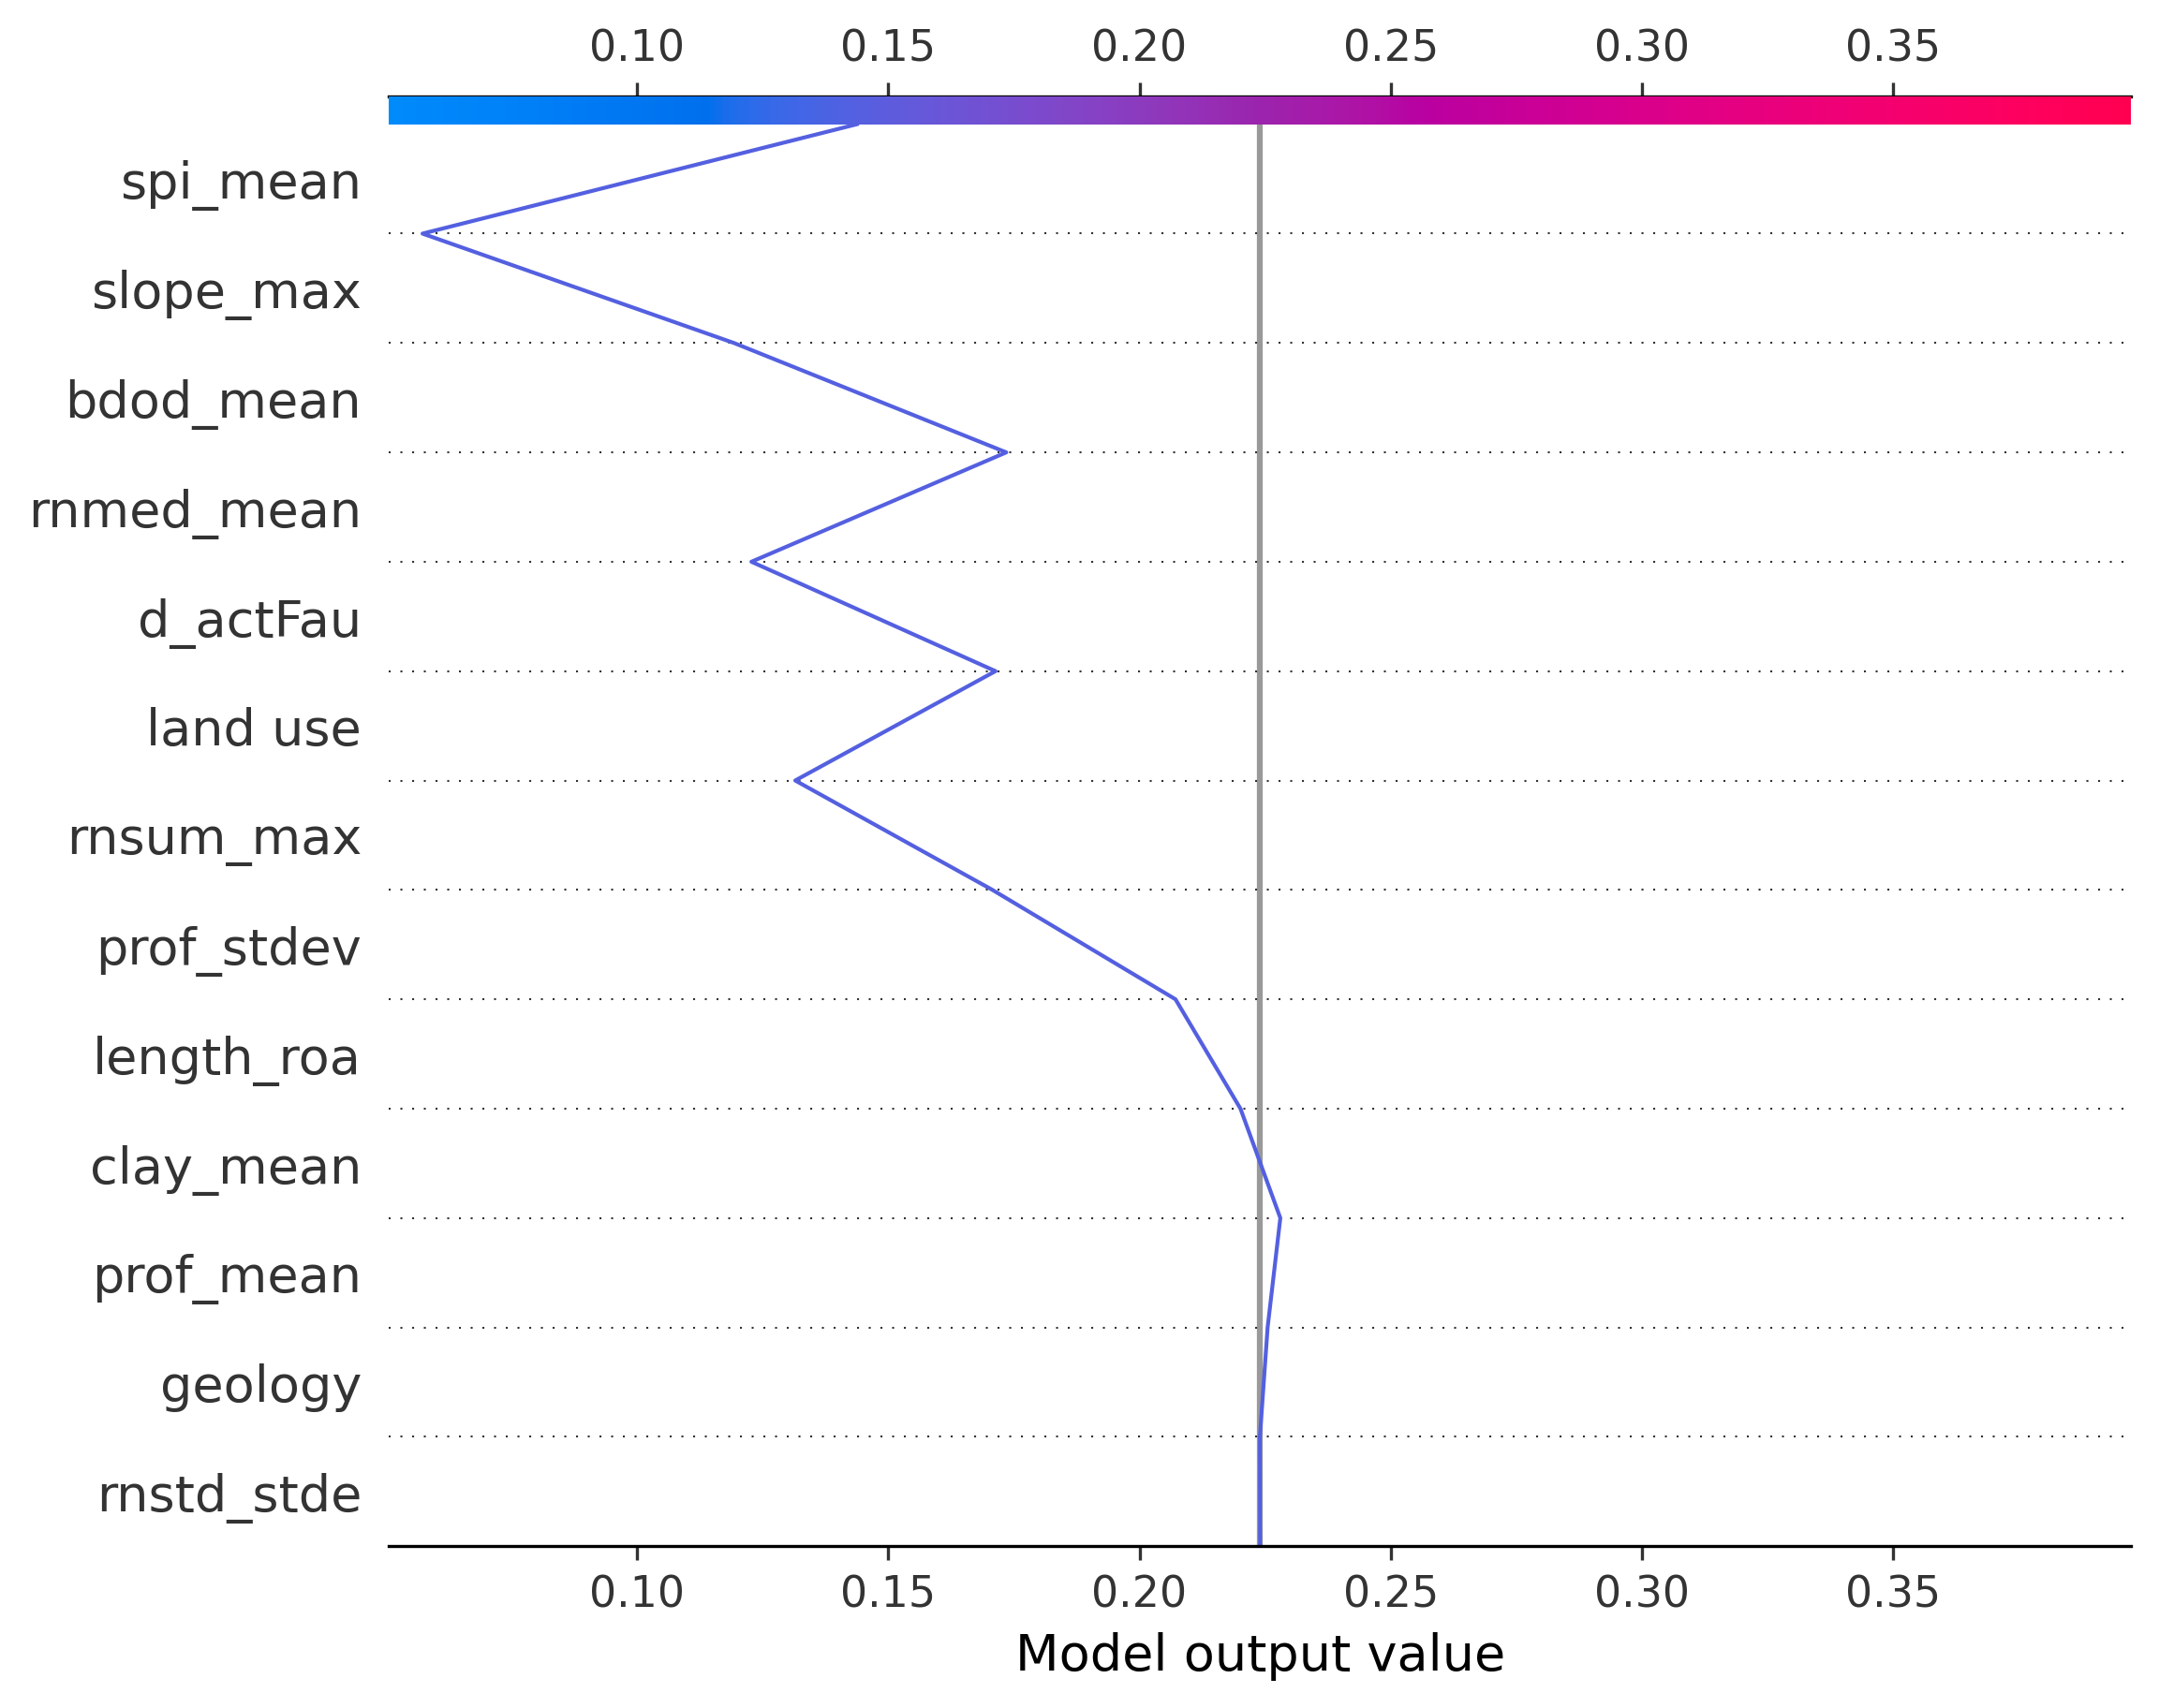 0.10 0.15 0.20 0.25 0.30 0.35
spi_mean
slope_max
bdod_mean
rnmed_mean
d_actFau
land use
rnsum_max
prof_stdev
length_roa
clay_mean
prof_mean
geology
rnstd_stde
0.10 0.15 0.20 0.25 0.30 0.35
Model output value